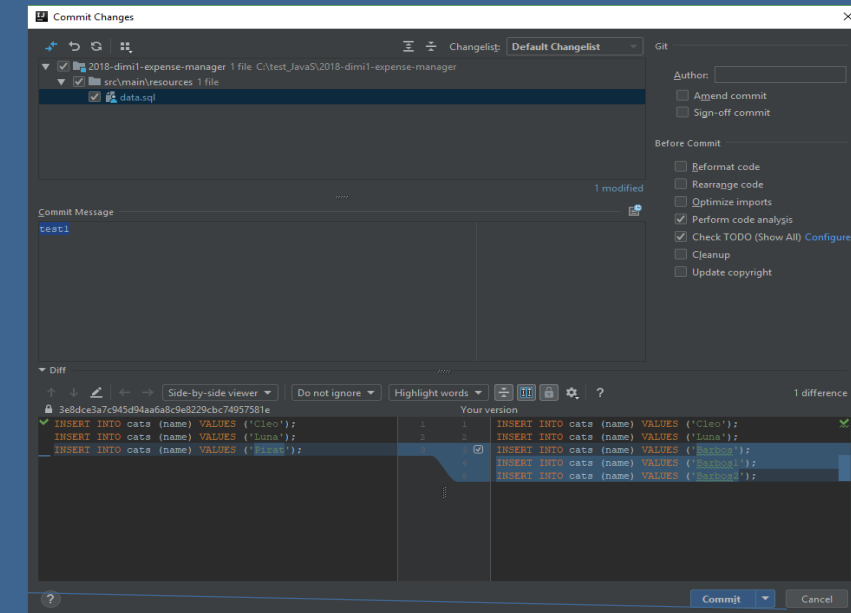 Commit Changes
Changelist: Default Changelist
Git
2018-dimi1-expense-manager 1 file C:\test_JavaS\2018-dimi1-expense-manager
src\main\resources 1 file
data.sql
Author:
Amend commit
Sign-off commit
Before Commit
Reformat code
Rearrange code
Optimize imports
Perform code analysis
Check TODO (Show All) Configure
Cleanup
Update copyright
1 modified
Commit Message
test1
Diff
Side-by-side viewer
Do not ignore
Highlight words
?
1 difference
3e8dce3a7c945d94aa6a8c9e8229cbc74957581e
Your version
INSERT INTO cats (name) VALUES ('Cleo'); 1 1 INSERT INTO cats (name) VALUES ('Cleo');
INSERT INTO cats (name) VALUES ('Luna'); 2 2 INSERT INTO cats (name) VALUES ('Luna');
INSERT INTO cats (name) VALUES ('Pirat'); 3 3 INSERT INTO cats (name) VALUES ('Barbos');
4 INSERT INTO cats (name) VALUES ('Barbos1');
INSERT INTO cats (name) VALUES ('Barbos2');
?
Commit
Cancel